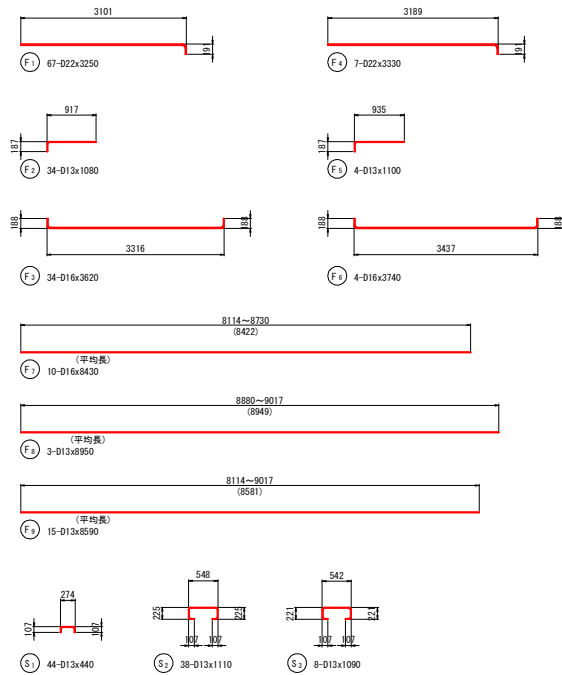 3101
191
F1 67-D22x3250
3189
191
F4 7-D22x3330
917
187
F2 34-D13x1080
935
187
F5 4-D13x1100
188
188
3316
F3 34-D16x3620
188
188
3437
F6 4-D16x3740
8114～8730
(8422)
(平均長)
F7 10-D16x8430
8880～9017
(8949)
(平均長)
F8 3-D13x8950
8114～9017
(8581)
(平均長)
F9 15-D13x8590
274
107
107
S1 44-D13x440
548
225
225
107
107
S2 38-D13x1110
542
221
221
107
107
S3 8-D13x1090